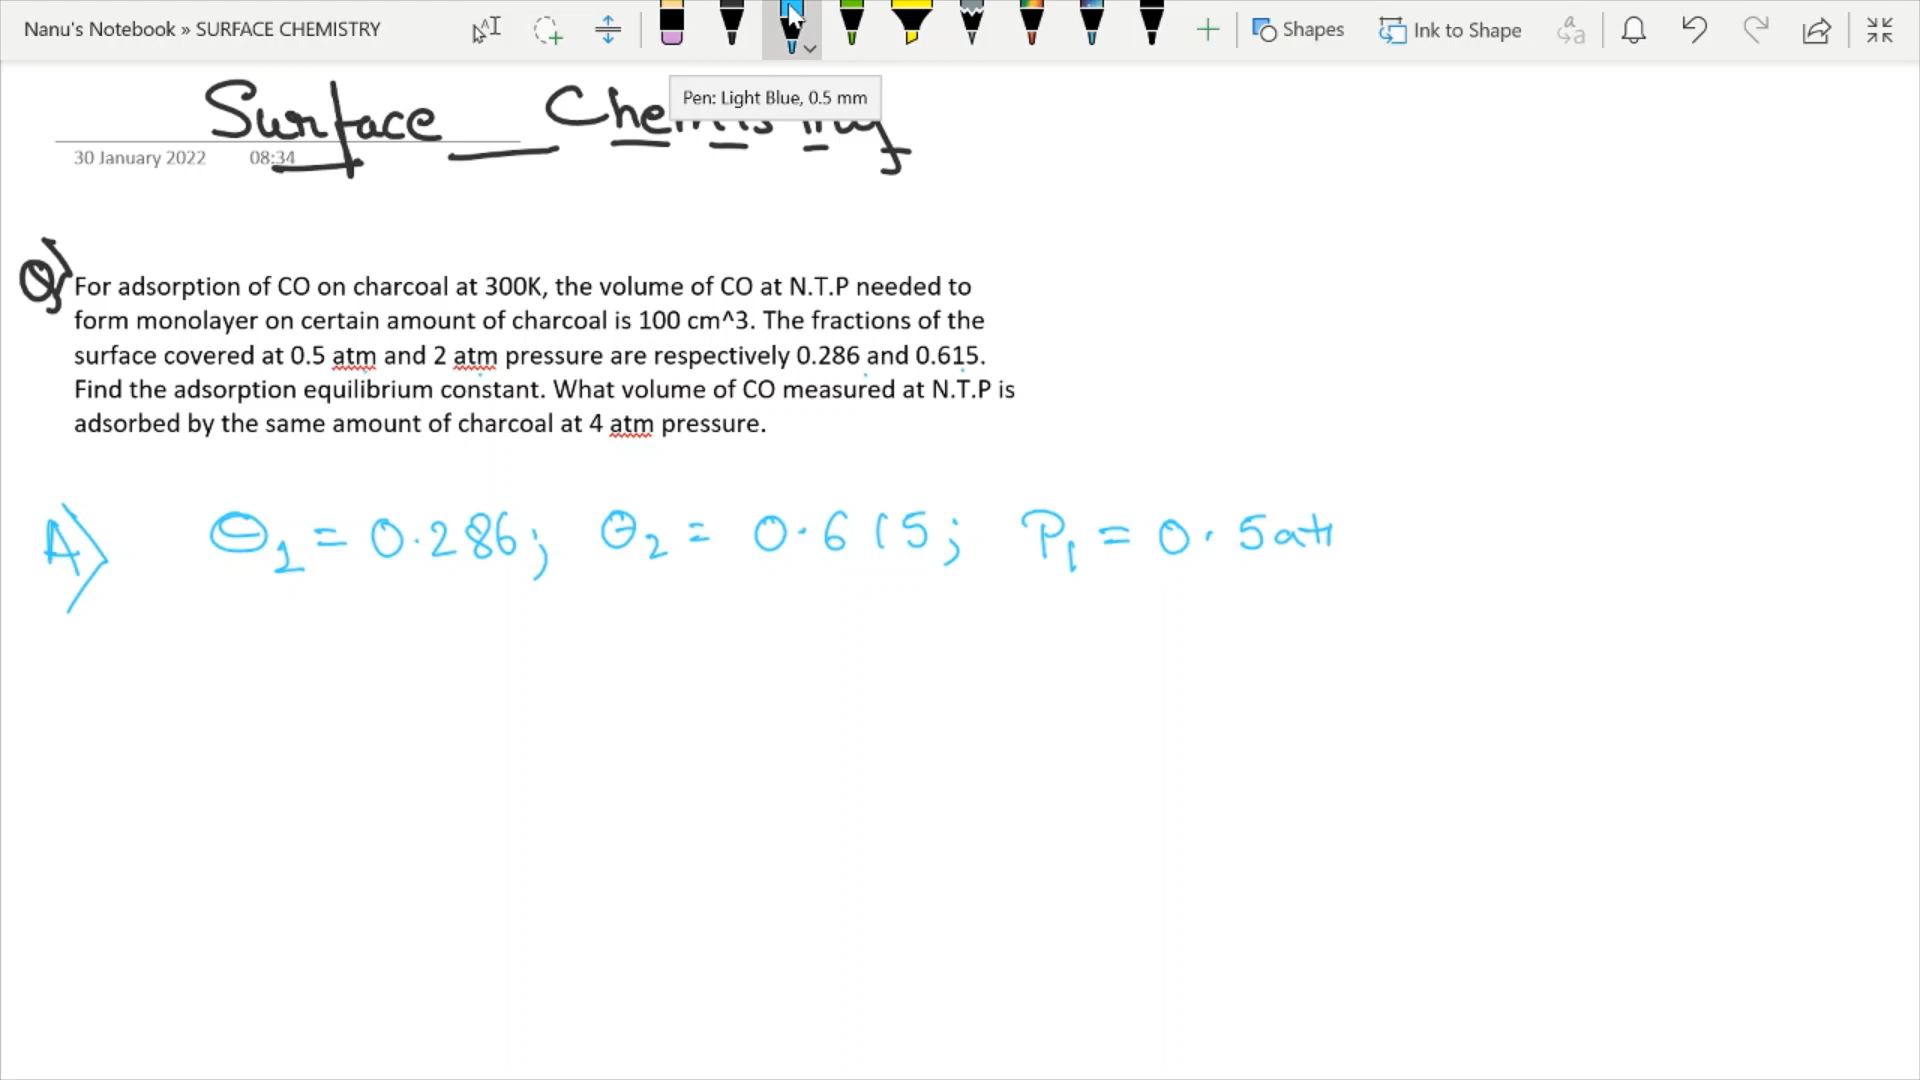 Nanu's Notebook » SURFACE CHEMISTRY
Shapes
Ink to Shape
Pen: Light Blue, 0.5 mm
Surface Chemistry
30 January 2022 08:34
Q) For adsorption of CO on charcoal at 300K, the volume of CO at N.T.P needed to
form monolayer on certain amount of charcoal is 100 cm^3. The fractions of the
surface covered at 0.5 atm and 2 atm pressure are respectively 0.286 and 0.615.
Find the adsorption equilibrium constant. What volume of CO measured at N.T.P is
adsorbed by the same amount of charcoal at 4 atm pressure.
A) Θ₁ = 0.286; Θ₂ = 0.615; P₁ = 0.5 at